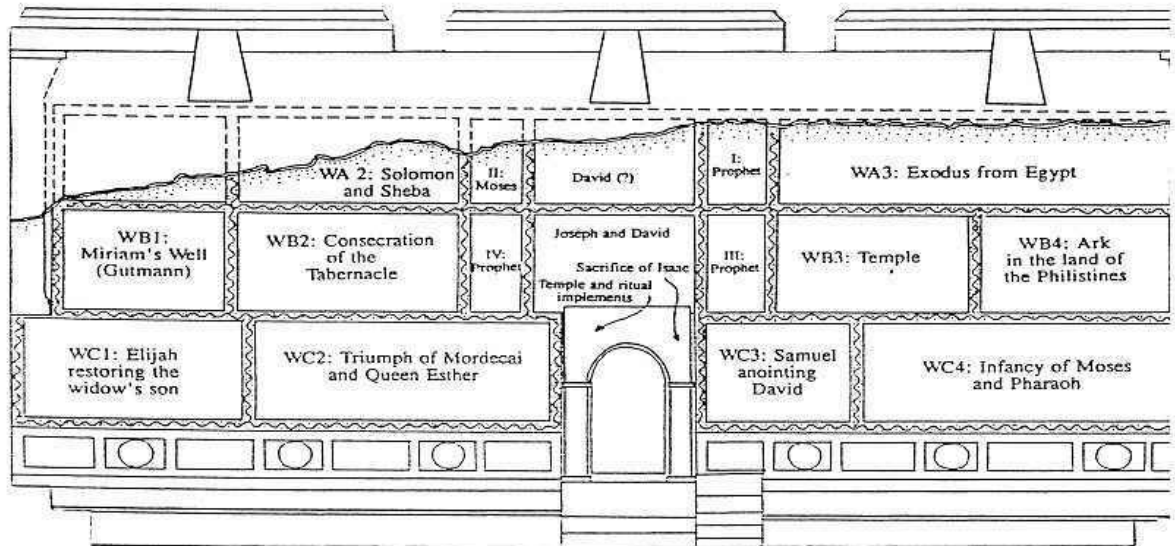 WA 2: Solomon
and Sheba
II:
Moses
David (?)
I:
Prophet
WA3: Exodus from Egypt
WB1:
Miriam's Well
(Gutmann)
WB2: Consecration
of the
Tabernacle
IV:
Prophet
Joseph and David
Sacrifice of Isaac
Temple and ritual
implements
III:
Prophet
WB3: Temple
WB4: Ark
in the land of
the Philistines
WC1: Elijah
restoring the
widow's son
WC2: Triumph of Mordecai
and Queen Esther
WC3: Samuel
anointing
David
WC4: Infancy of Moses
and Pharaoh